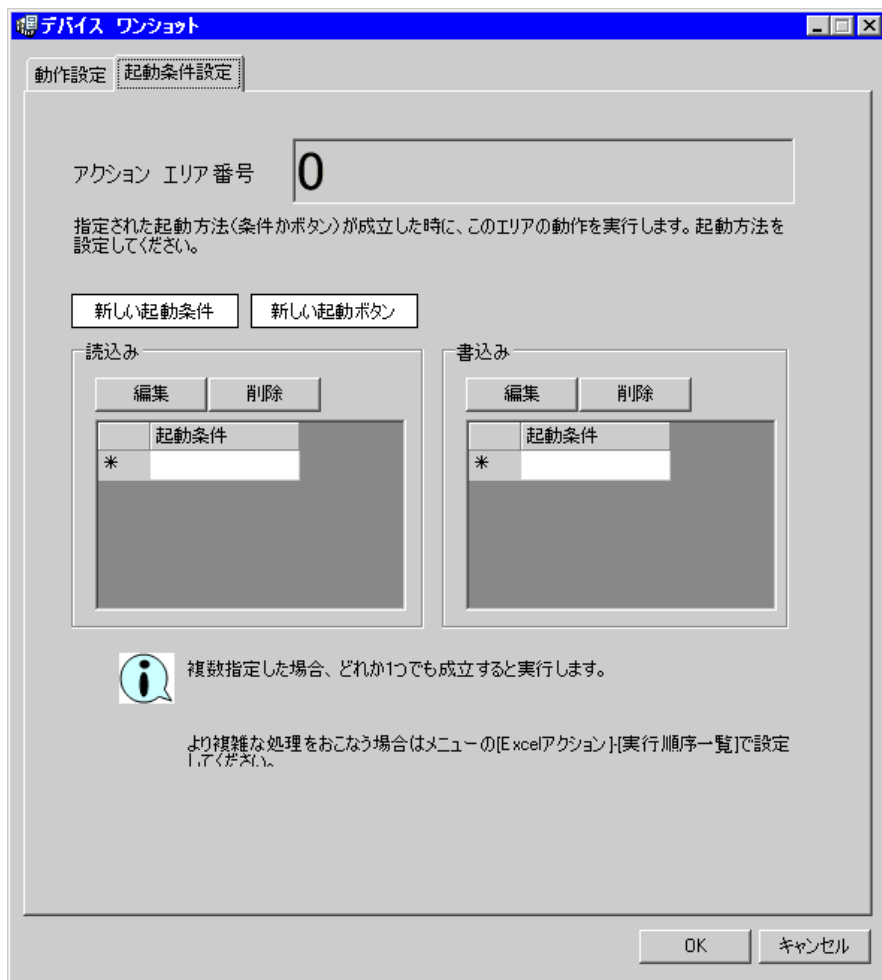 デバイス ワンショット
動作設定 起動条件設定
アクション エリア番号 0
指定された起動方法(条件かボタン)が成立した時に、このエリアの動作を実行します。起動方法を
設定してください。
新しい起動条件 新しい起動ボタン
読込み 書込み
編集 削除 編集 削除
起動条件 起動条件
* *
複数指定した場合、どれか1つでも成立すると実行します。
より複雑な処理をおこなう場合はメニューの[Excelアクション]-[実行順序一覧]で設定
してください。
OK キャンセル